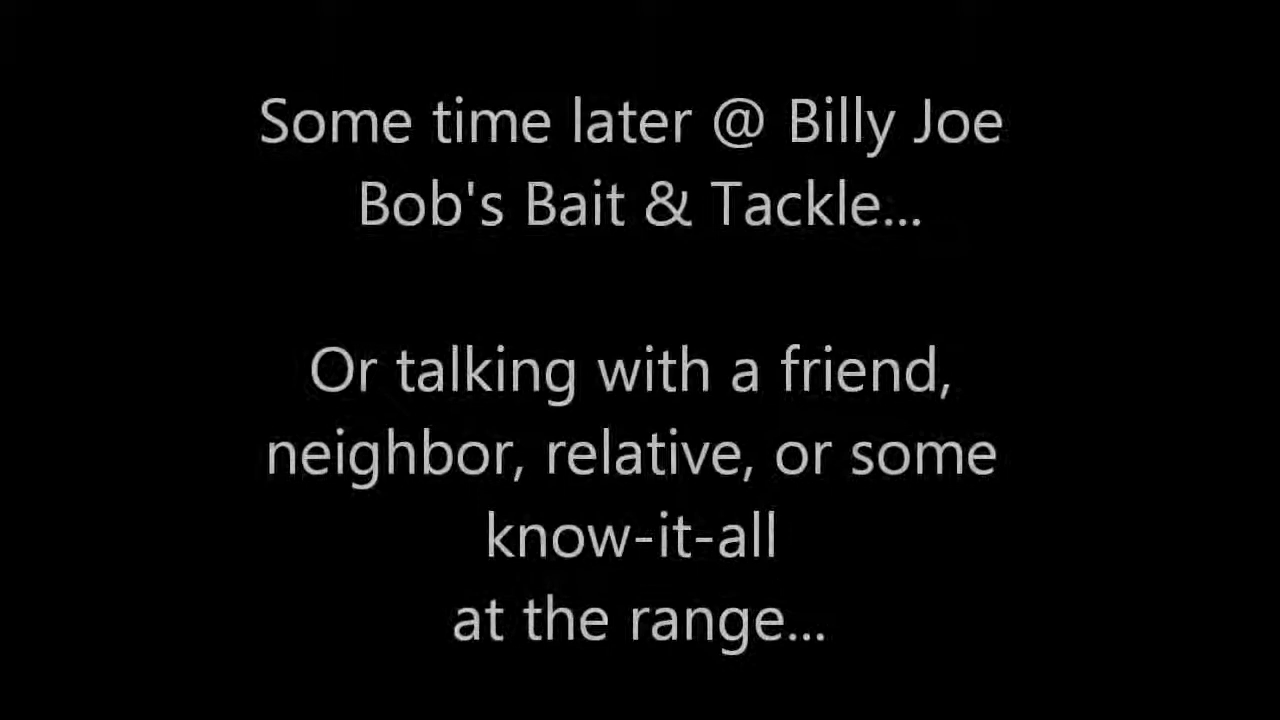 Some time later @ Billy Joe
Bob's Bait & Tackle...
Or talking with a friend,
neighbor, relative, or some
know-it-all
at the range...